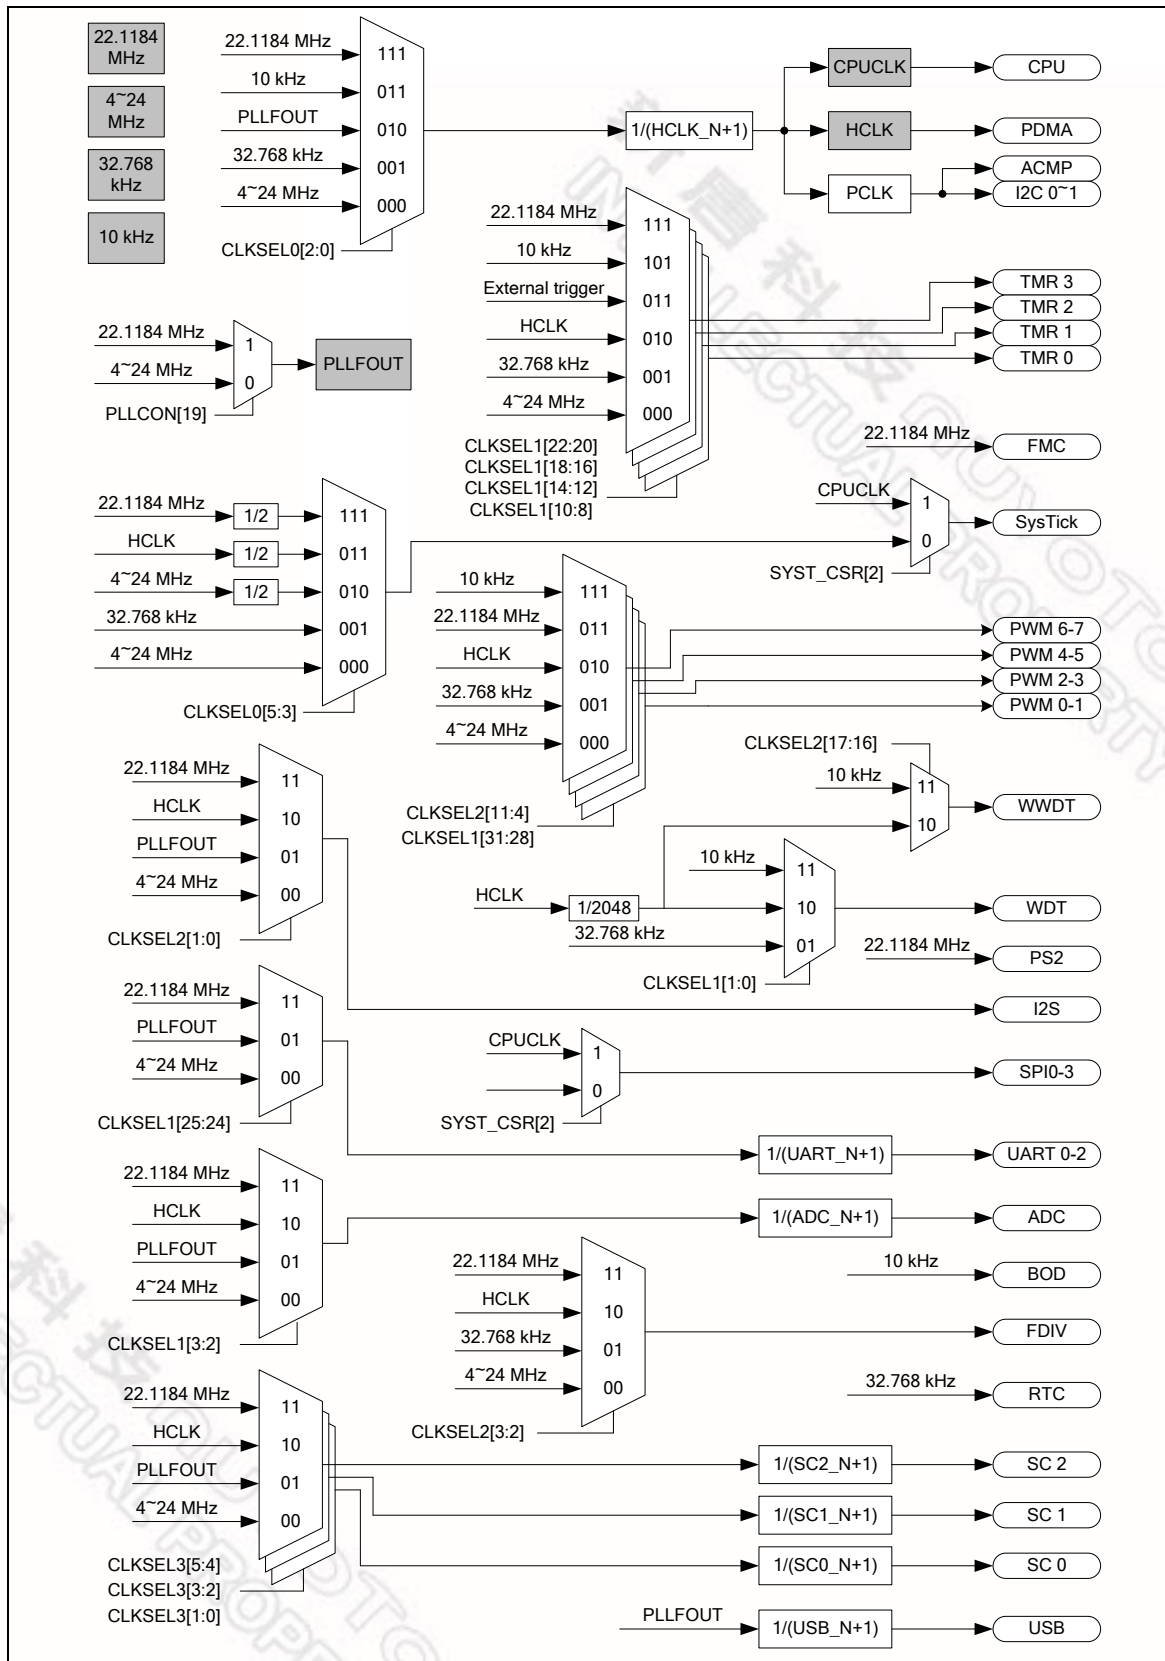 22.1184
MHz
4~24
MHz
32.768
kHz
10 kHz
22.1184 MHz
10 kHz
PLLFOUT
32.768 kHz
4~24 MHz
111
011
010
001
000
CLKSEL0[2:0]
1/(HCLK_N+1)
CPUCLK
HCLK
PCLK
CPU
PDMA
ACMP
I2C 0~1
22.1184 MHz
10 kHz
External trigger
HCLK
32.768 kHz
4~24 MHz
111
101
011
010
001
000
CLKSEL1[22:20]
CLKSEL1[18:16]
CLKSEL1[14:12]
CLKSEL1[10:8]
TMR 3
TMR 2
TMR 1
TMR 0
22.1184 MHz
4~24 MHz
1
0
PLLCON[19]
PLLFOUT
22.1184 MHz
FMC
22.1184 MHz
HCLK
4~24 MHz
32.768 kHz
4~24 MHz
1/2
1/2
1/2
111
011
010
001
000
CLKSEL0[5:3]
CPUCLK
1
0
SYST_CSR[2]
SysTick
10 kHz
22.1184 MHz
HCLK
32.768 kHz
4~24 MHz
111
011
010
001
000
CLKSEL2[11:4]
CLKSEL1[31:28]
PWM 6-7
PWM 4-5
PWM 2-3
PWM 0-1
CLKSEL2[17:16]
10 kHz
11
10
WWDT
22.1184 MHz
HCLK
PLLFOUT
4~24 MHz
11
10
01
00
CLKSEL2[1:0]
HCLK
1/2048
10 kHz
32.768 kHz
11
10
01
CLKSEL1[1:0]
WDT
22.1184 MHz
PS2
I2S
22.1184 MHz
PLLFOUT
4~24 MHz
11
01
00
CLKSEL1[25:24]
CPUCLK
1
0
SYST_CSR[2]
SPI0-3
1/(UART_N+1)
UART 0-2
22.1184 MHz
HCLK
PLLFOUT
4~24 MHz
11
10
01
00
CLKSEL1[3:2]
1/(ADC_N+1)
ADC
10 kHz
BOD
22.1184 MHz
HCLK
32.768 kHz
4~24 MHz
11
10
01
00
CLKSEL2[3:2]
FDIV
32.768 kHz
RTC
22.1184 MHz
HCLK
PLLFOUT
4~24 MHz
11
10
01
00
CLKSEL3[5:4]
CLKSEL3[3:2]
CLKSEL3[1:0]
1/(SC2_N+1)
SC 2
1/(SC1_N+1)
SC 1
1/(SC0_N+1)
SC 0
PLLFOUT
1/(USB_N+1)
USB